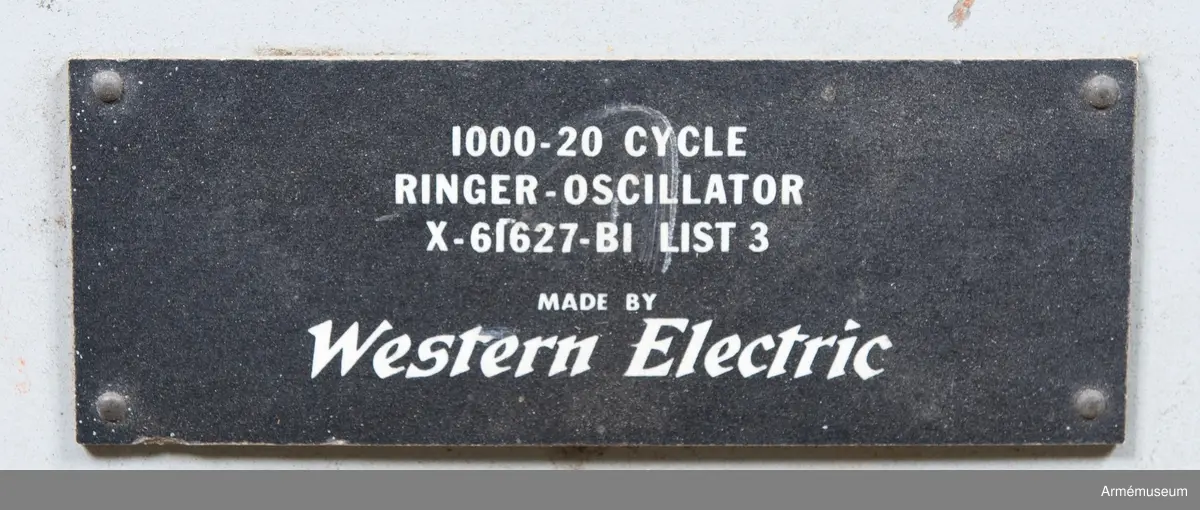 1000-20 CYCLE
RINGER-OSCILLATOR
X-61627-B1 LIST 3
MADE BY
Western Electric
Armémuseum